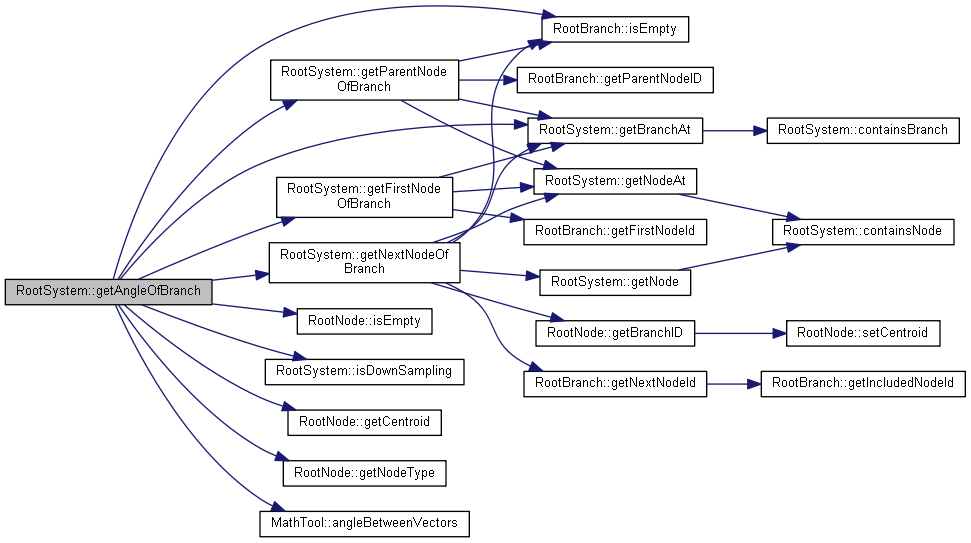 RootBranch::isEmpty
RootSystem::getParentNode
OfBranch
RootBranch::getParentNodeID
RootSystem::getBranchAt
RootSystem::containsBranch
RootSystem::getFirstNode
OfBranch
RootSystem::getNodeAt
RootBranch::getFirstNodeId
RootSystem::containsNode
RootSystem::getNextNodeOf
Branch
RootSystem::getNode
RootSystem::getAngleOfBranch
RootNode::isEmpty
RootNode::getBranchID
RootNode::setCentroid
RootSystem::isDownSampling
RootBranch::getNextNodeId
RootBranch::getIncludedNodeId
RootNode::getCentroid
RootNode::getNodeType
MathTool::angleBetweenVectors